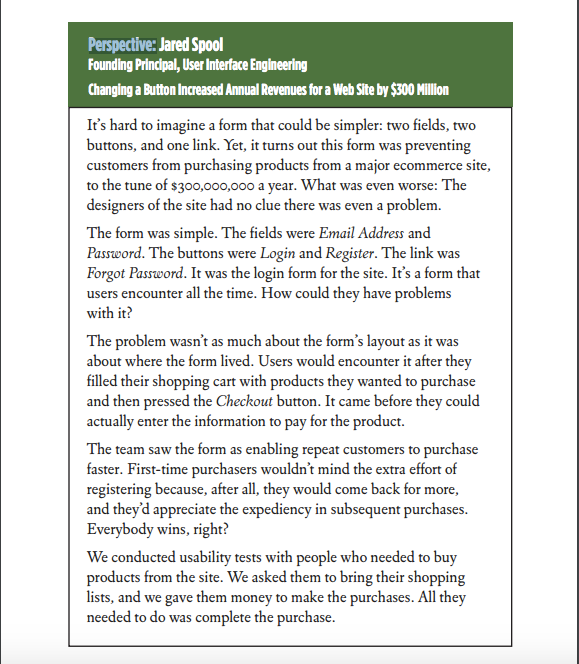 Perspective: Jared Spool
Founding Principal, User Interface Engineering
Changing a Button Increased Annual Revenues for a Web Site by $300 Million
It’s hard to imagine a form that could be simpler: two fields, two
buttons, and one link. Yet, it turns out this form was preventing
customers from purchasing products from a major ecommerce site,
to the tune of $300,000,000 a year. What was even worse: The
designers of the site had no clue there was even a problem.
The form was simple. The fields were Email Address and
Password. The buttons were Login and Register. The link was
Forgot Password. It was the login form for the site. It’s a form that
users encounter all the time. How could they have problems
with it?
The problem wasn’t as much about the form’s layout as it was
about where the form lived. Users would encounter it after they
filled their shopping cart with products they wanted to purchase
and then pressed the Checkout button. It came before they could
actually enter the information to pay for the product.
The team saw the form as enabling repeat customers to purchase
faster. First-time purchasers wouldn’t mind the extra effort of
registering because, after all, they would come back for more,
and they’d appreciate the expediency in subsequent purchases.
Everybody wins, right?
We conducted usability tests with people who needed to buy
products from the site. We asked them to bring their shopping
lists, and we gave them money to make the purchases. All they
needed to do was complete the purchase.